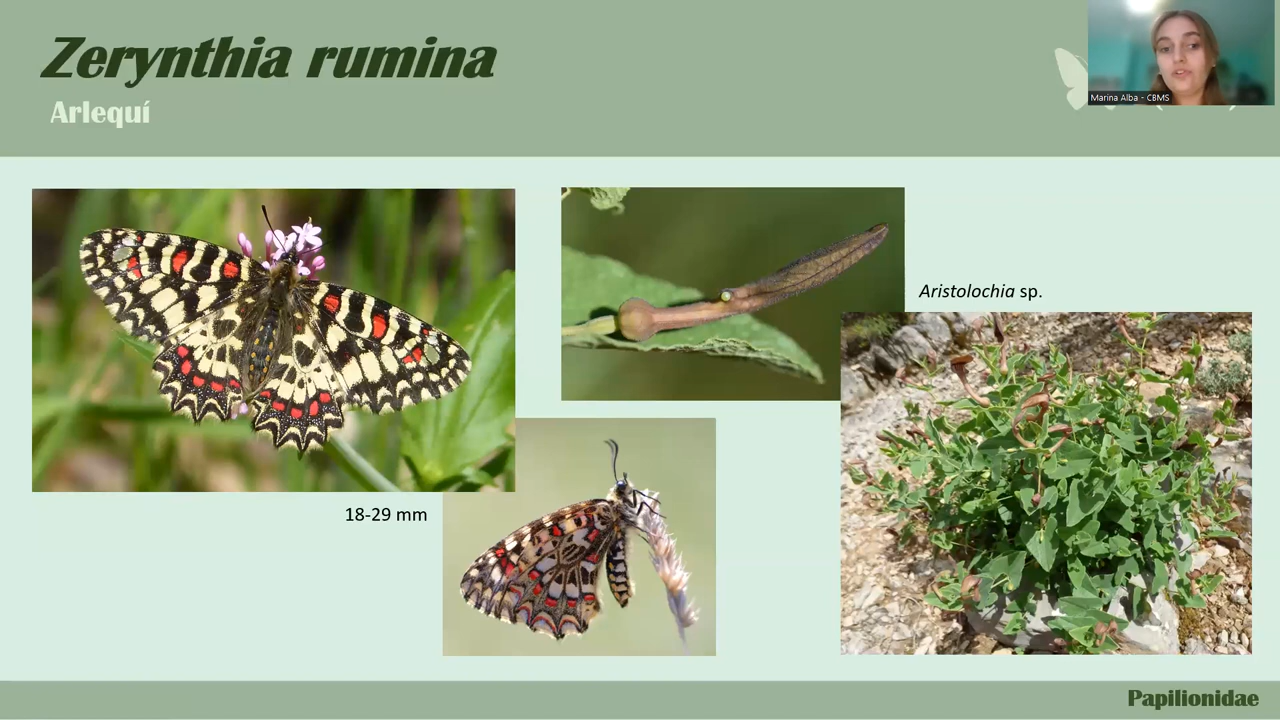 Zerynthia rumina
Arlequí
Marina Alba - CBMS
Aristolochia sp.
18-29 mm
Papilionidae